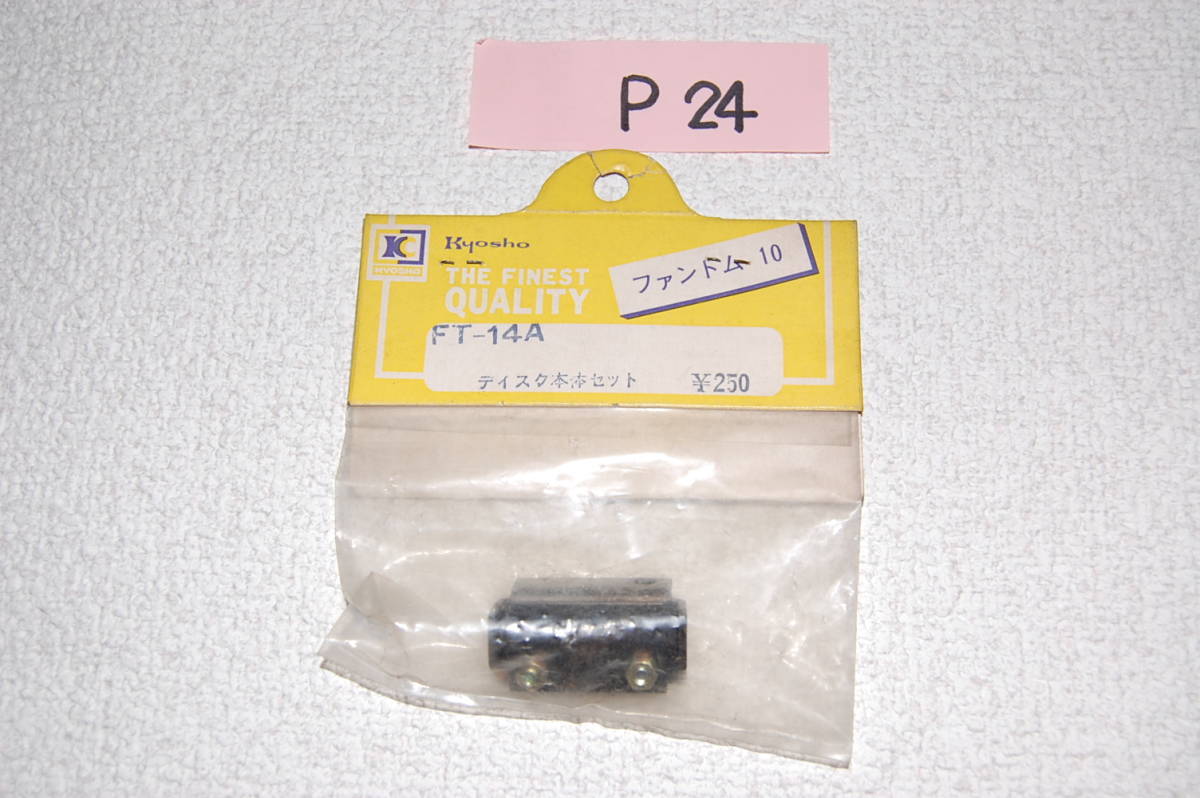 P 24
KYOSHO
Kyosho
THE FINEST
QUALITY
ファンドム 10
FT-14A
ディスク本体セット ¥250